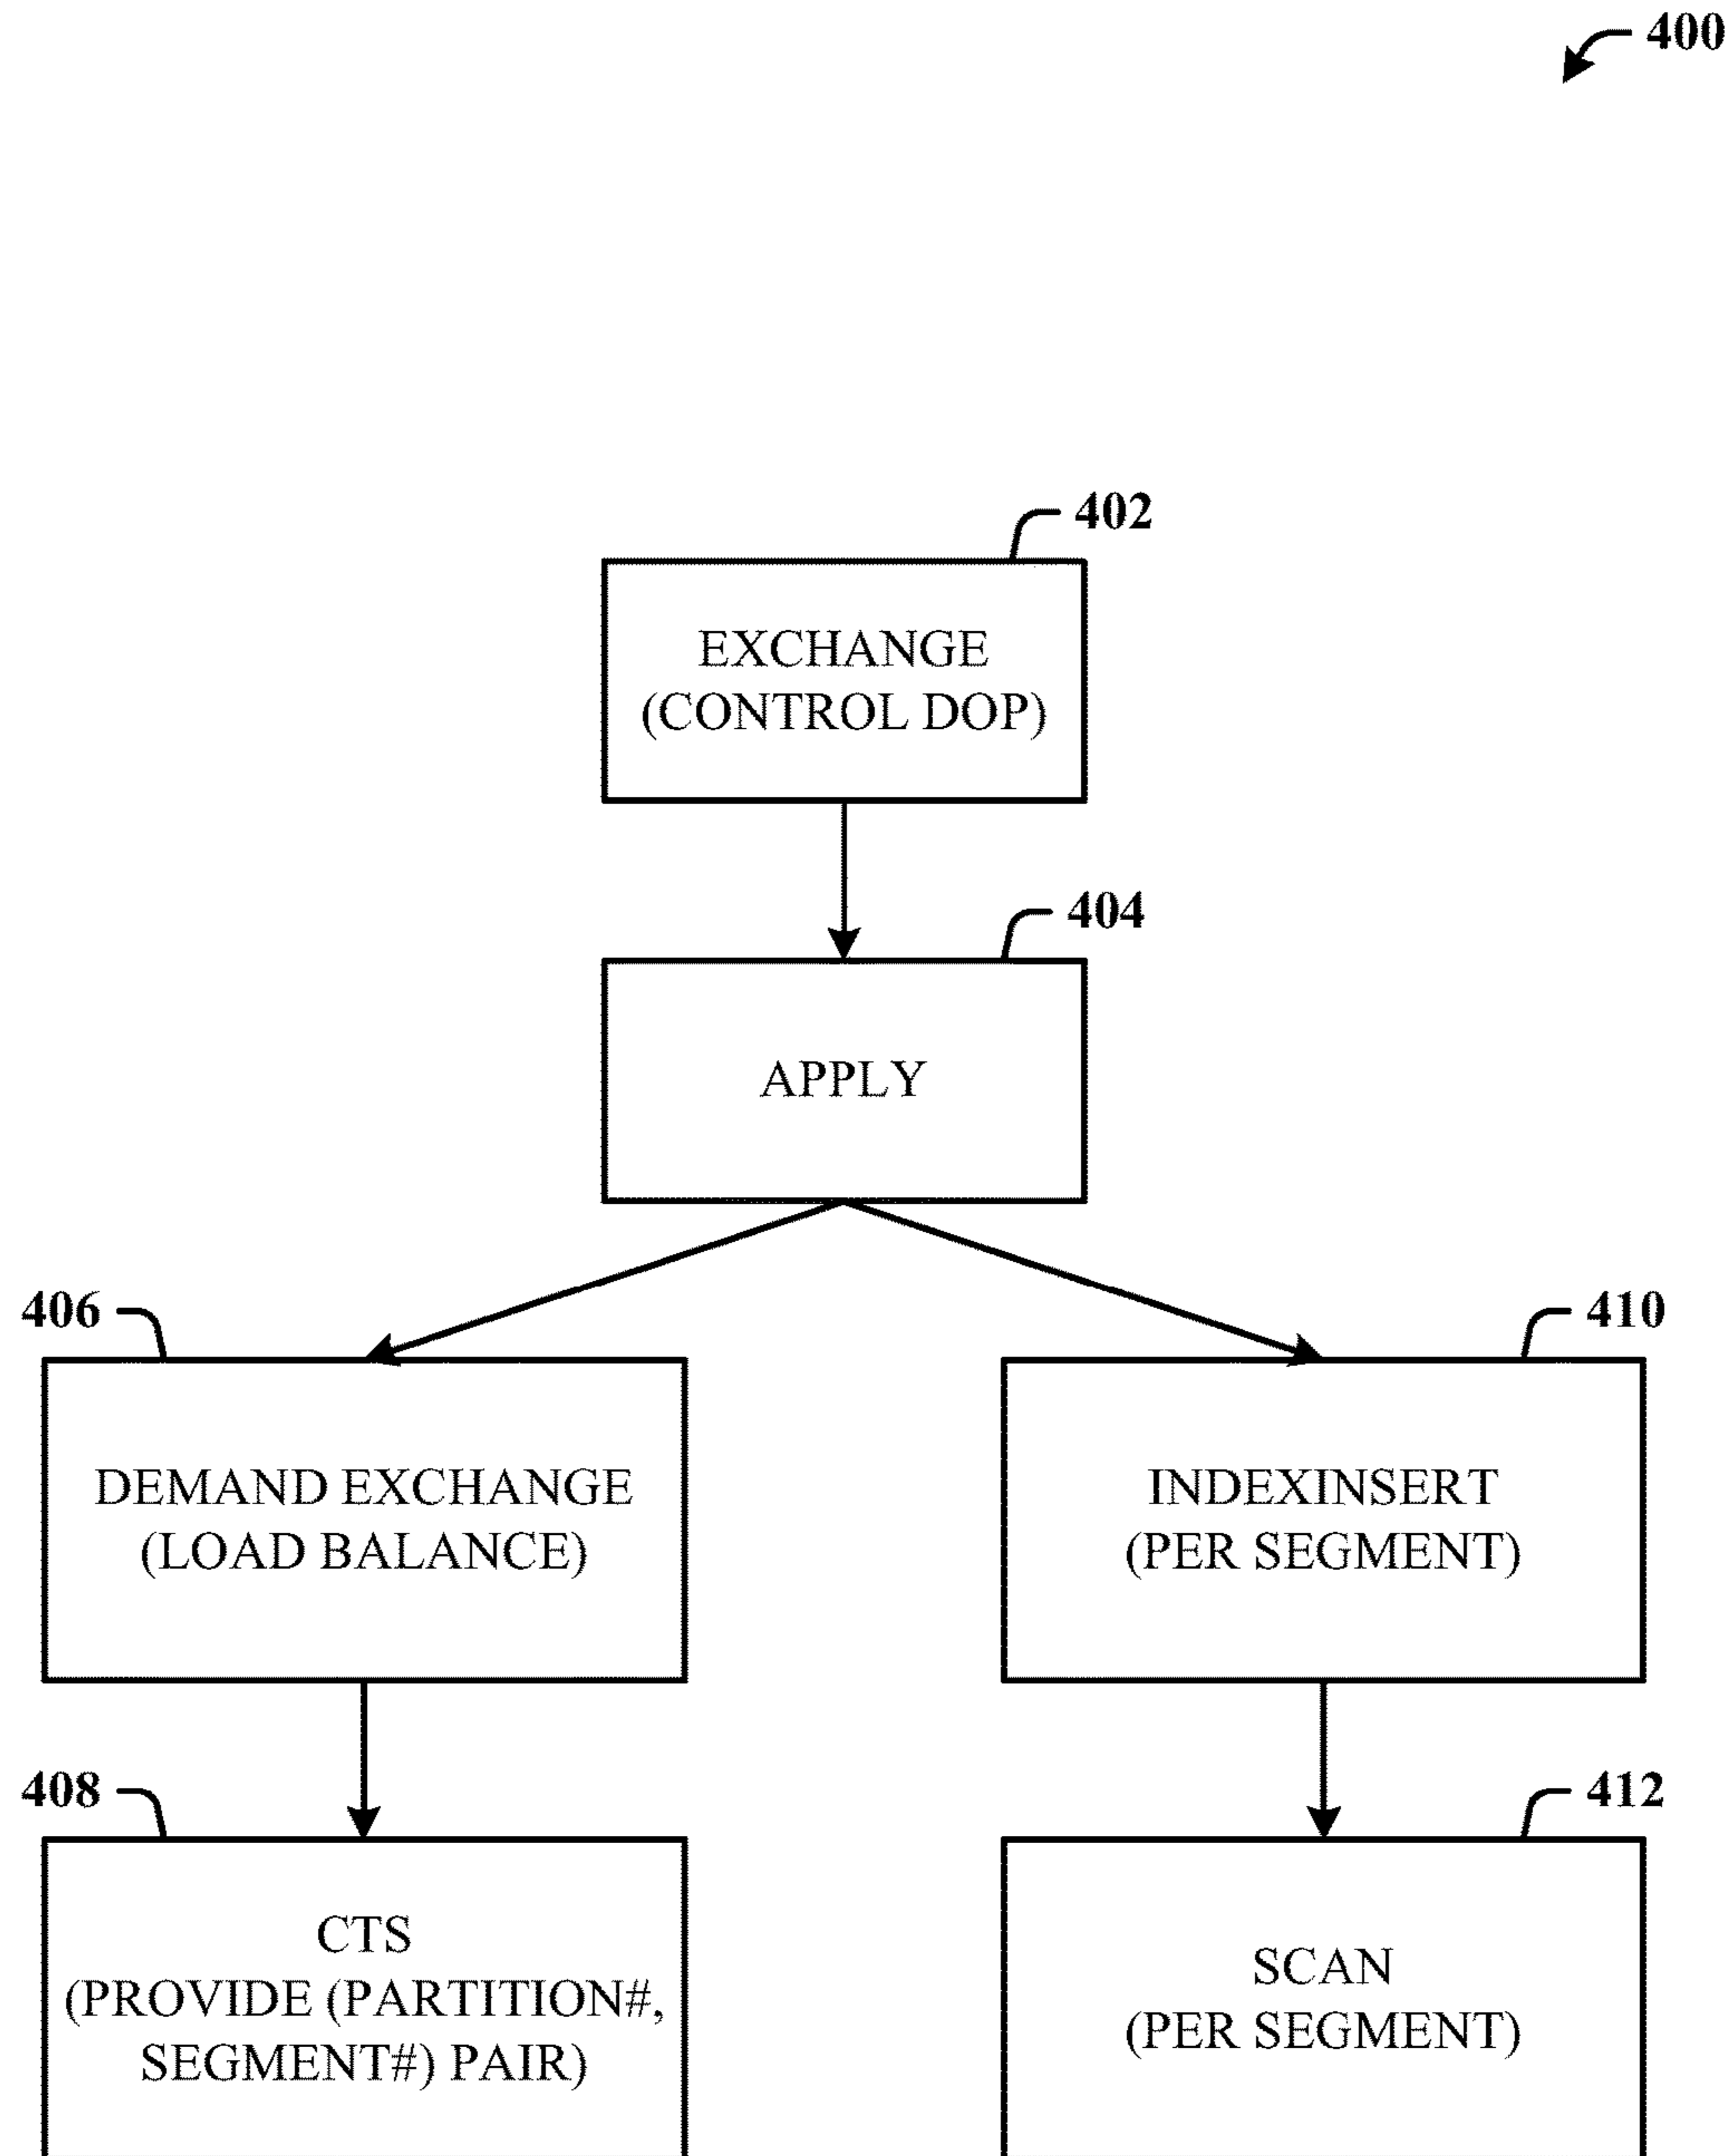 400
402
EXCHANGE
(CONTROL DOP)
404
APPLY
406
410
DEMAND EXCHANGE
(LOAD BALANCE)
INDEXINSERT
(PER SEGMENT)
408
412
CTS
(PROVIDE (PARTITION#,
SEGMENT#) PAIR)
SCAN
(PER SEGMENT)